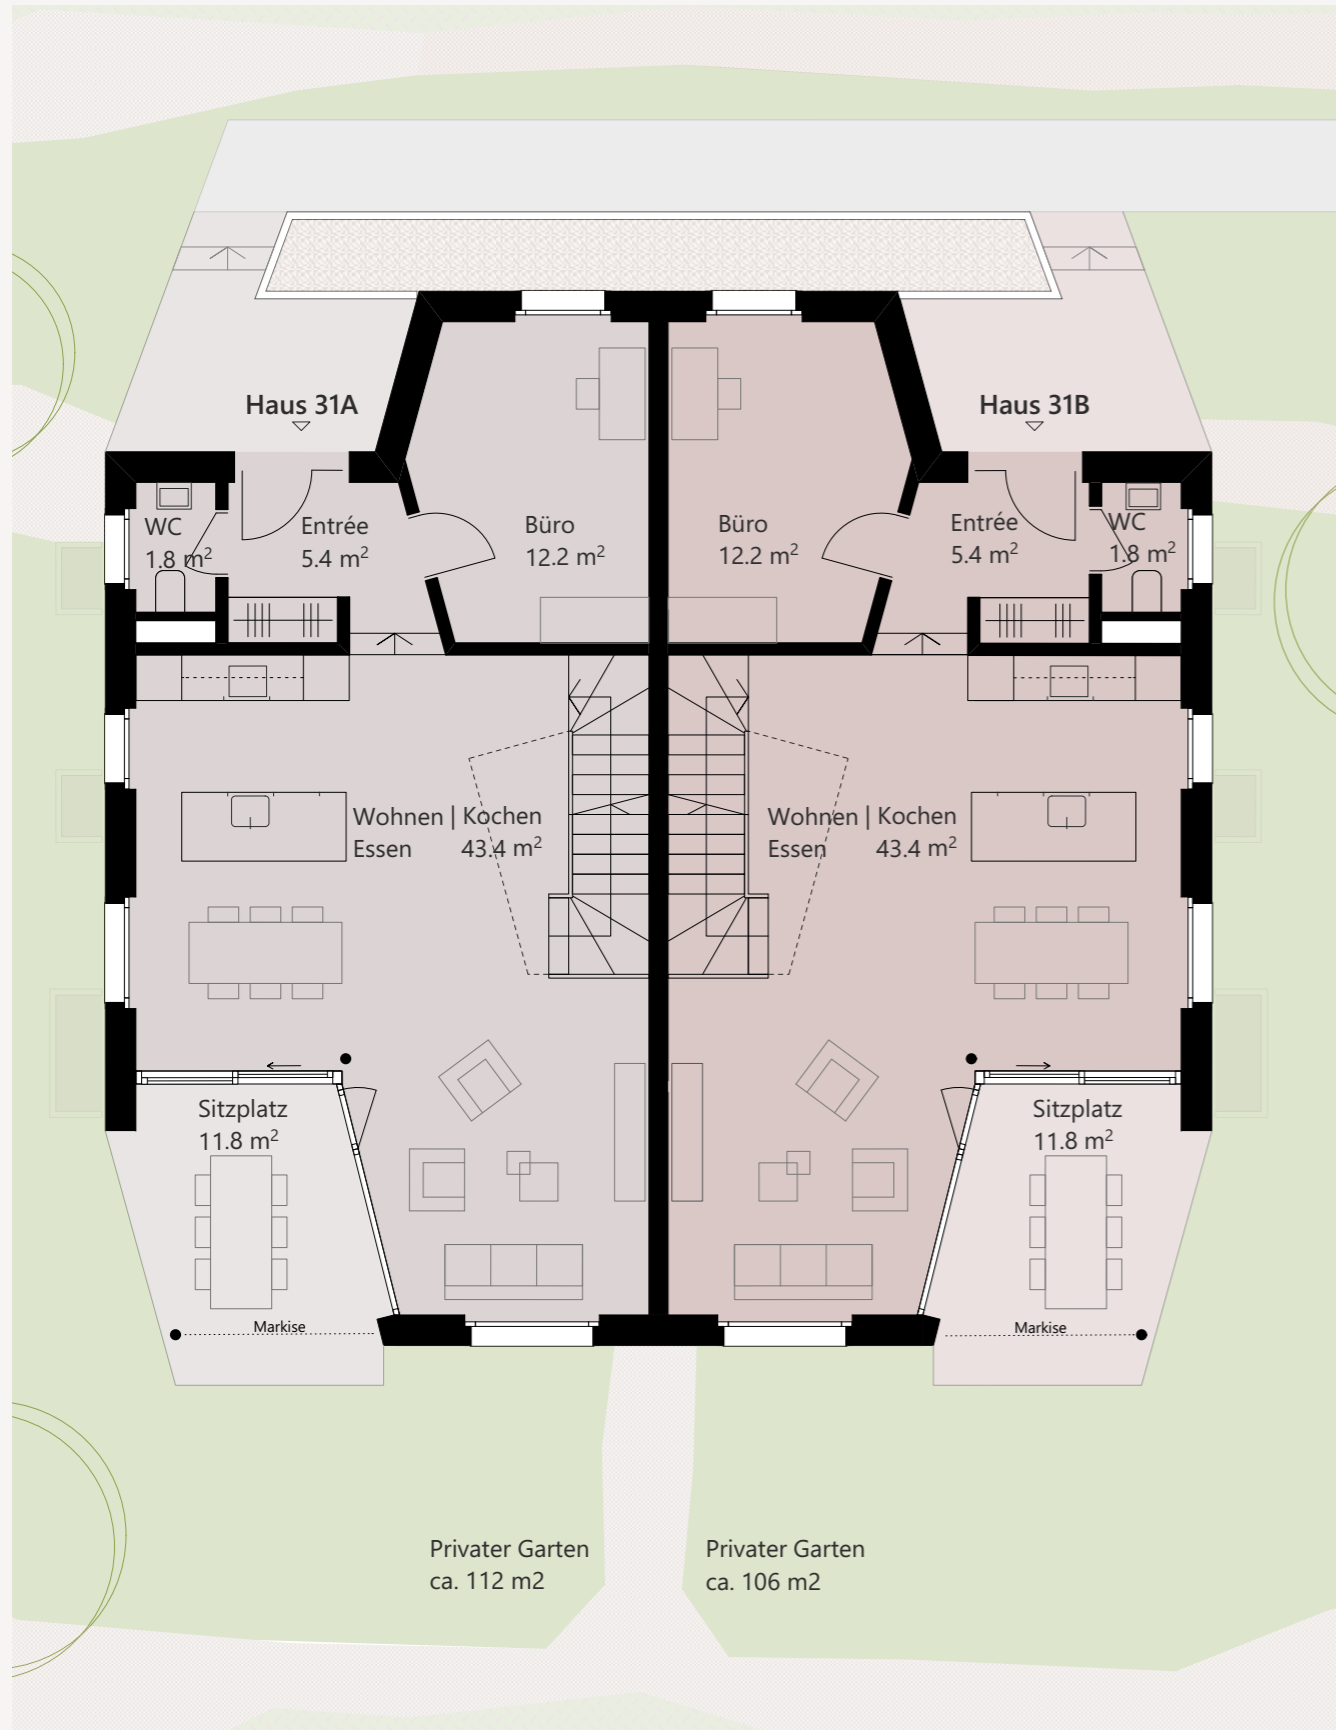 Haus 31A
Haus 31B
WC
1.8 m²
Entrée
5.4 m²
Büro
12.2 m²
Büro
12.2 m²
Entrée
5.4 m²
WC
1.8 m²
Wohnen | Kochen
Essen 43.4 m²
Wohnen | Kochen
Essen 43.4 m²
Sitzplatz
11.8 m²
Sitzplatz
11.8 m²
Markise
Markise
Privater Garten
ca. 112 m2
Privater Garten
ca. 106 m2